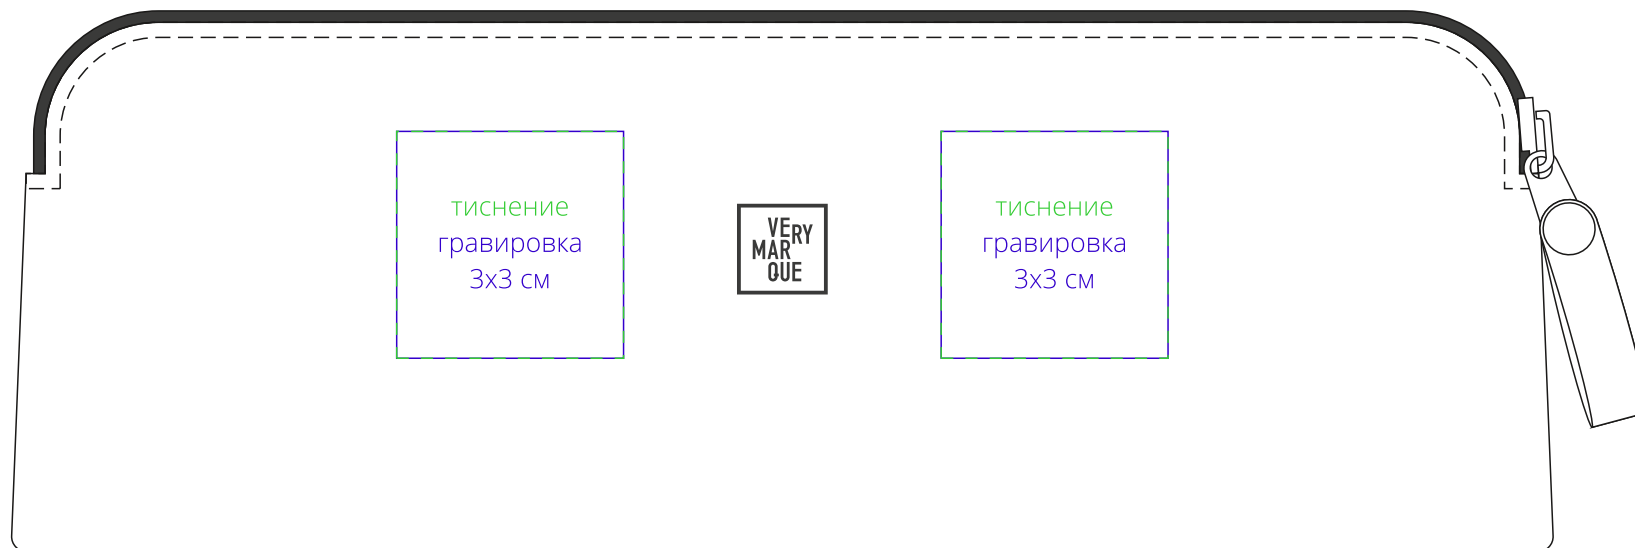 тиснение
гравировка
3х3 см
VERY
MAR
QUE
тиснение
гравировка
3х3 см